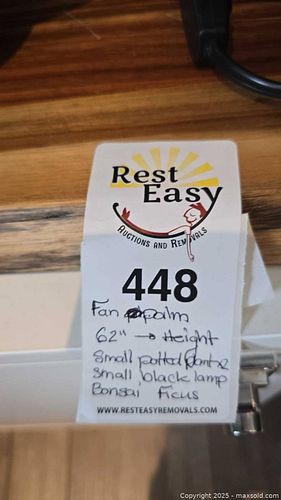 Rest
Easy
AUCTIONS AND REMOVALS
448
Fan palm
62" → Height
Small potted plant x2
Small black lamp
Bonsai Ficus
WWW.RESTEASYREMOVALS.COM
Copyright © 2025 - maxsold.com